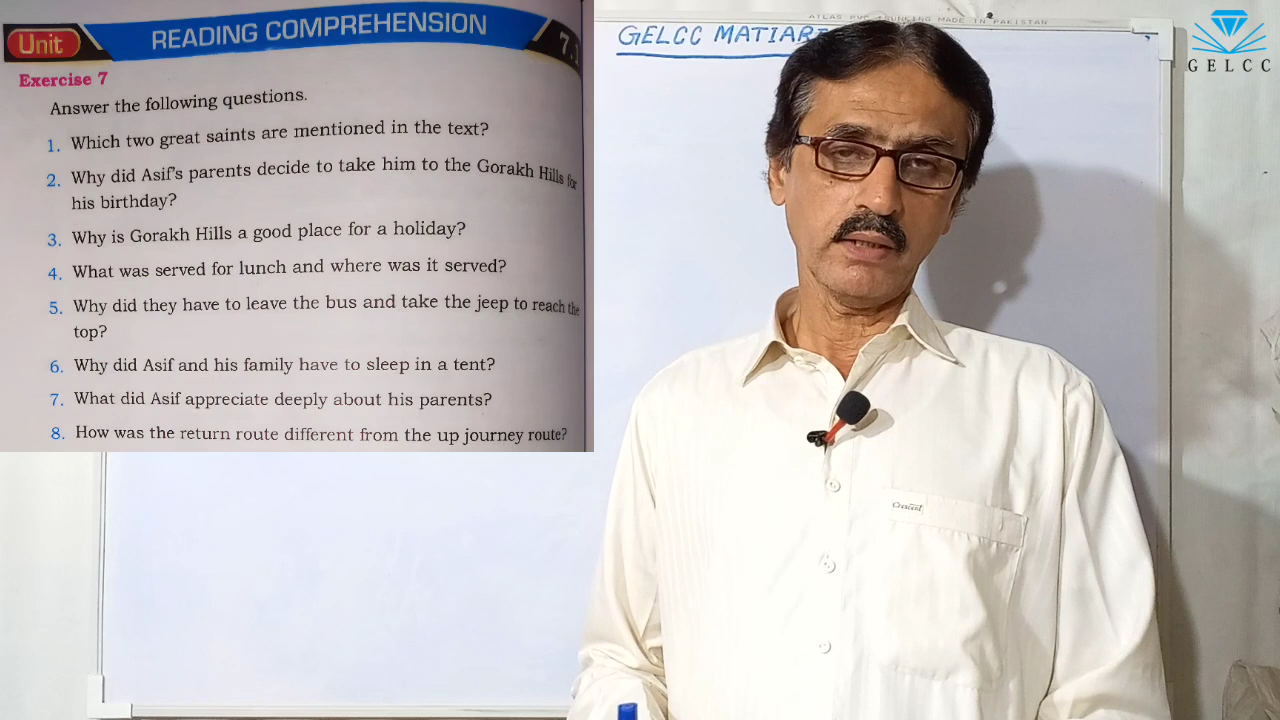 Unit
READING COMPREHENSION
7.1
Exercise 7
Answer the following questions.
1. Which two great saints are mentioned in the text?
2. Why did Asif's parents decide to take him to the Gorakh Hills for
his birthday?
3. Why is Gorakh Hills a good place for a holiday?
4. What was served for lunch and where was it served?
5. Why did they have to leave the bus and take the jeep to reach the
top?
6. Why did Asif and his family have to sleep in a tent?
7. What did Asif appreciate deeply about his parents?
8. How was the return route different from the up journey route?
MADE IN PAKISTAN
GELCC MATIARI
GELCC